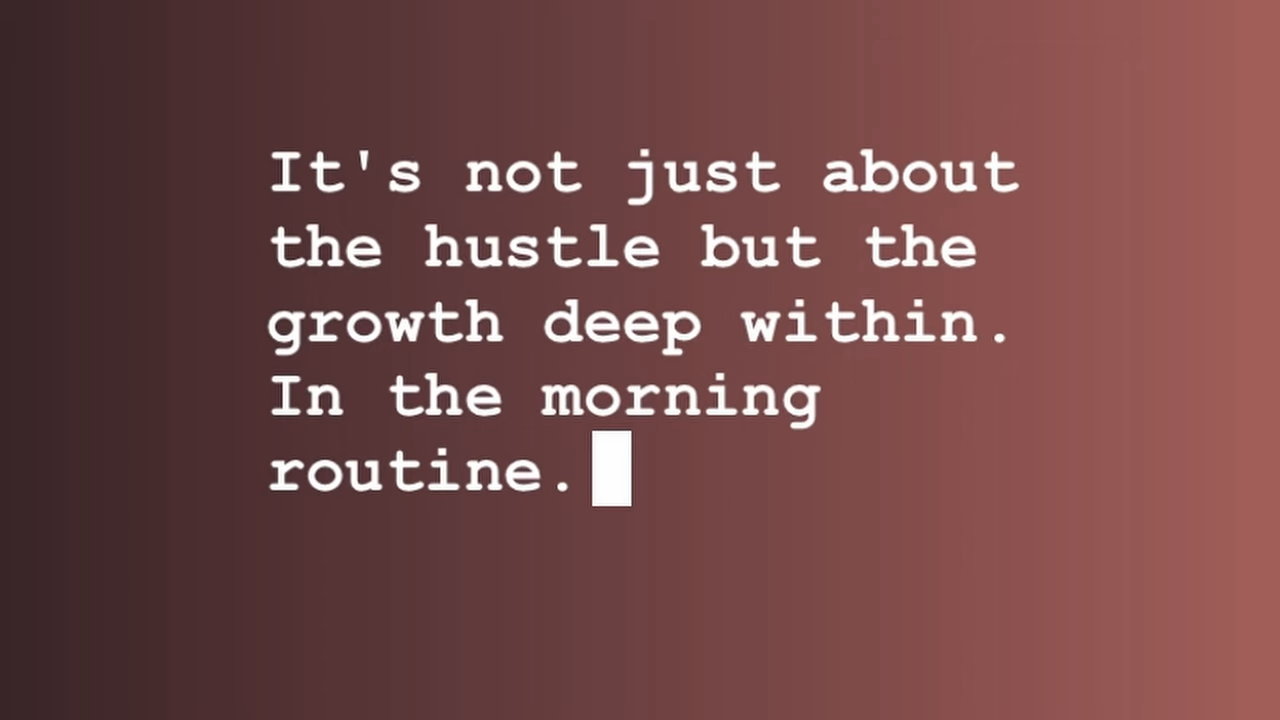 It's not just about
the hustle but the
growth deep within.
In the morning
routine.